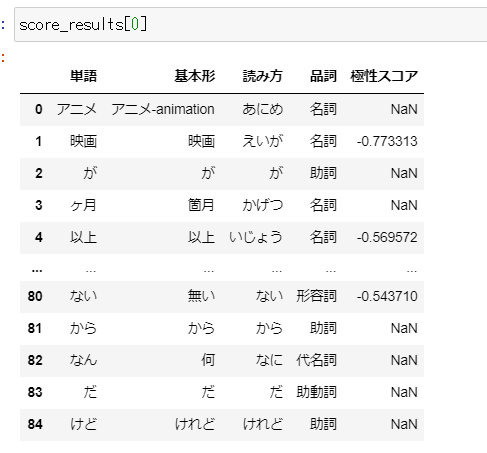 score_results[0]
単語 基本形 読み方 品詞 極性スコア
0 アニメ アニメ-animation あにめ 名詞 NaN
1 映画 映画 えいが 名詞 -0.773313
2 が が が 助詞 NaN
3 ヶ月 箇月 かげつ 名詞 NaN
4 以上 以上 いじょう 名詞 -0.569572
... ... ... ... ... ...
80 ない 無い ない 形容詞 -0.543710
81 から から から 助詞 NaN
82 なん 何 なに 代名詞 NaN
83 だ だ だ 助動詞 NaN
84 けど けれど けれど 助詞 NaN